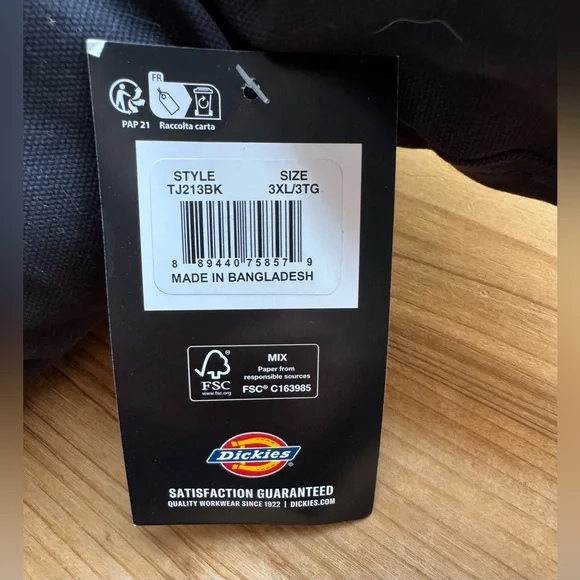 FR
PAP 21 Raccolta carta
STYLE SIZE
TJ213BK 3XL/3TG
8 89440 75857 9
MADE IN BANGLADESH
FSC
www.fsc.org
MIX
Paper from
responsible sources
FSC® C163985
Dickies
SATISFACTION GUARANTEED
QUALITY WORKWEAR SINCE 1922 | DICKIES.COM